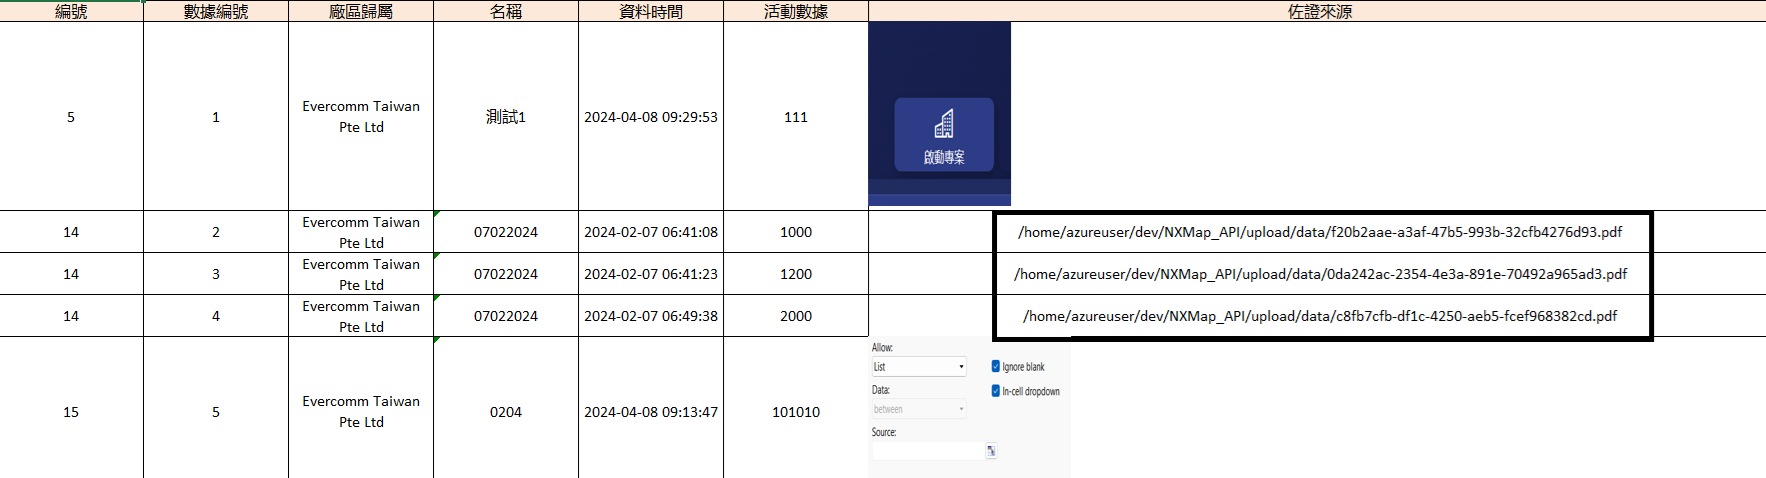 編號 數據編號 廠區歸屬 名稱 資料時間 活動數據 佐證來源
5 1 Evercomm Taiwan Pte Ltd 測試1 2024-04-08 09:29:53 111
啟動專案
14 2 Evercomm Taiwan Pte Ltd 07022024 2024-02-07 06:41:08 1000 /home/azureuser/dev/NXMap_API/upload/data/f20b2aae-a3af-47b5-993b-32cfb4276d93.pdf
14 3 Evercomm Taiwan Pte Ltd 07022024 2024-02-07 06:41:23 1200 /home/azureuser/dev/NXMap_API/upload/data/0da242ac-2354-4e3a-891e-70492a965ad3.pdf
14 4 Evercomm Taiwan Pte Ltd 07022024 2024-02-07 06:49:38 2000 /home/azureuser/dev/NXMap_API/upload/data/c8fb7cfb-df1c-4250-aeb5-fcef968382cd.pdf
15 5 Evercomm Taiwan Pte Ltd 0204 2024-04-08 09:13:47 101010
Allow:
List Ignore blank
Data: In-cell dropdown
between
Source: